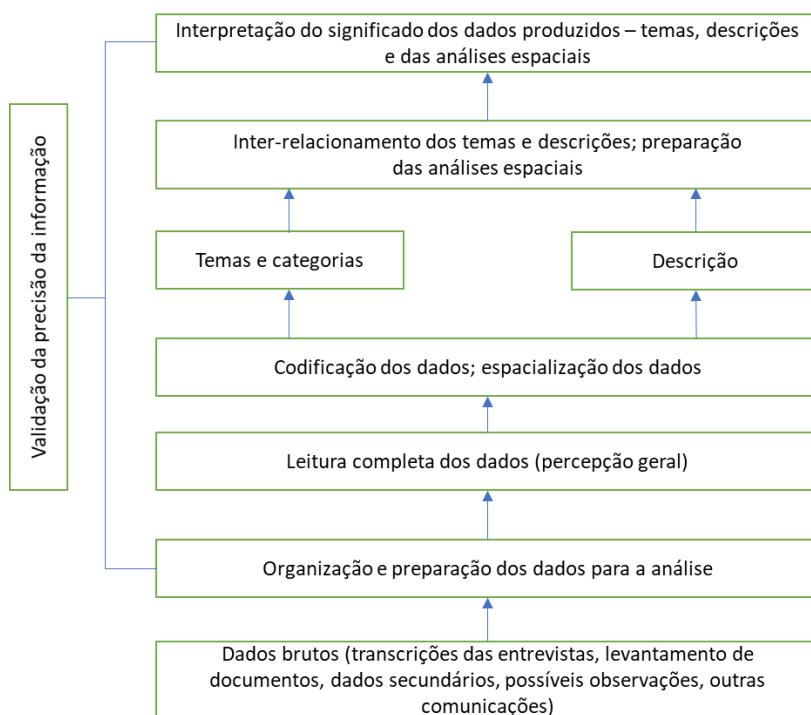 Interpretação do significado dos dados produzidos – temas, descrições
e das análises espaciais
Validação da precisão da informação
Inter-relacionamento dos temas e descrições; preparação
das análises espaciais
Temas e categorias
Descrição
Codificação dos dados; espacialização dos dados
Leitura completa dos dados (percepção geral)
Organização e preparação dos dados para a análise
Dados brutos (transcrições das entrevistas, levantamento de
documentos, dados secundários, possíveis observações, outras
comunicações)